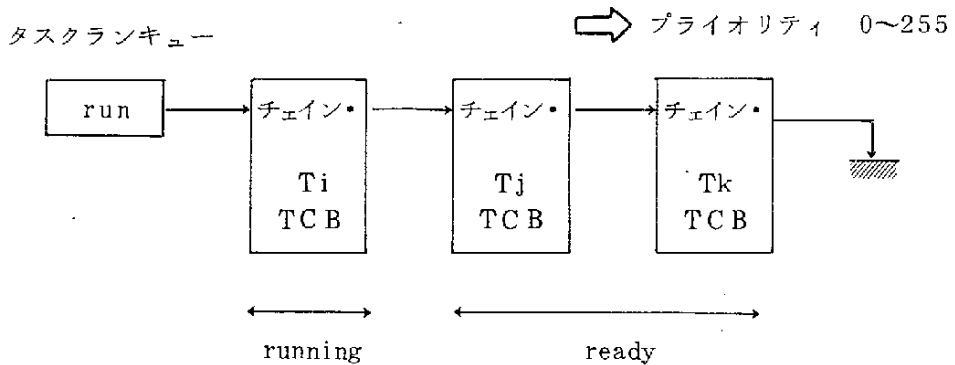 タスクランキュー
プライオリティ 0〜255
run
チェイン・
チェイン・
チェイン・
Ti
TCB
Tj
TCB
Tk
TCB
running
ready